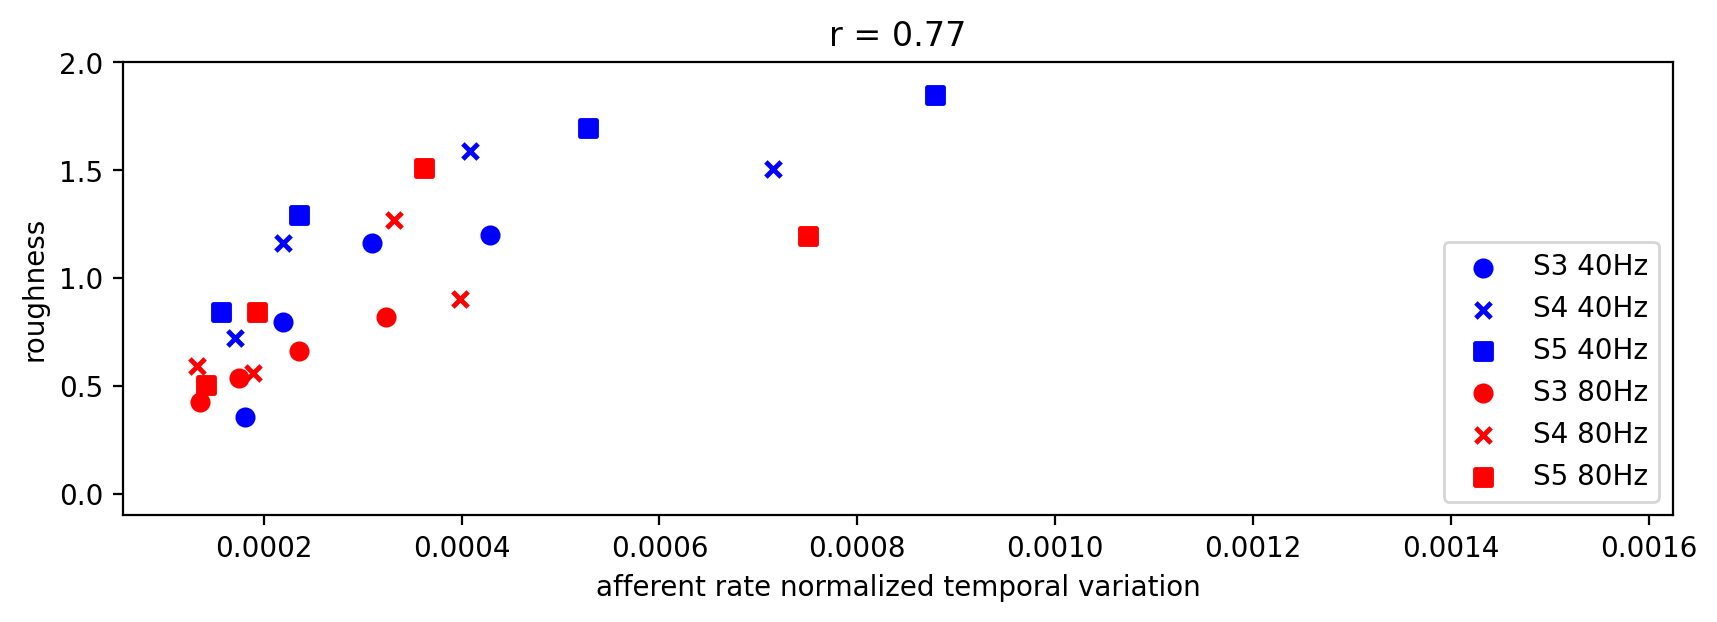 r = 0.77
2.0
1.5
1.0
0.5
0.0
roughness
S3 40Hz
S4 40Hz
S5 40Hz
S3 80Hz
S4 80Hz
S5 80Hz
0.0002 0.0004 0.0006 0.0008 0.0010 0.0012 0.0014 0.0016
afferent rate normalized temporal variation